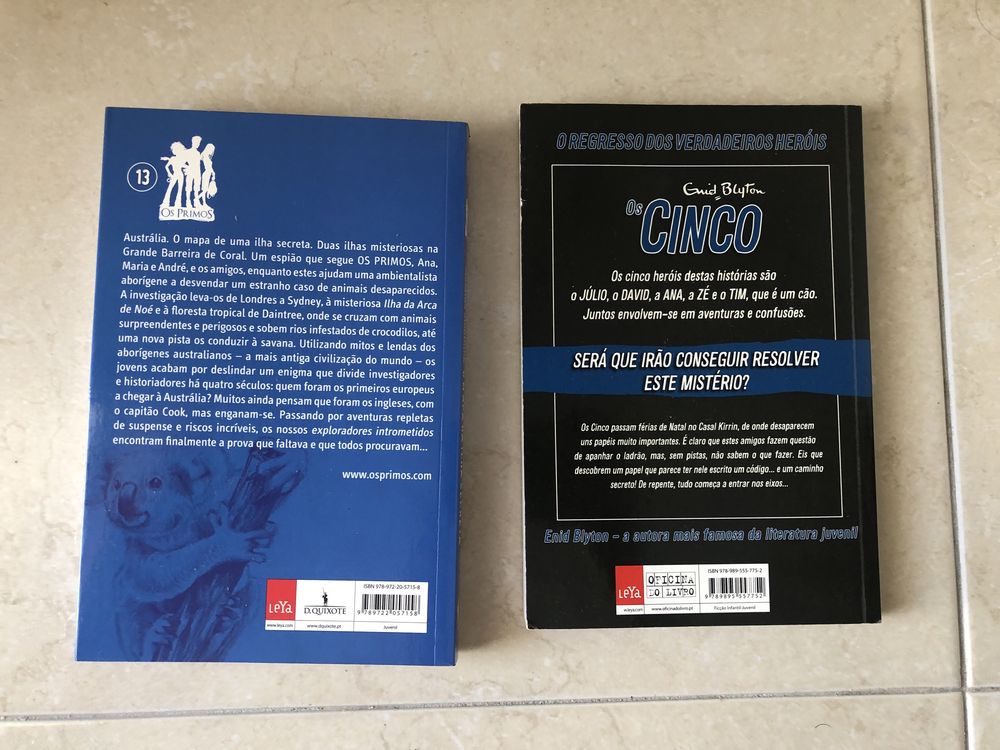 13
OS PRIMOS
Austrália. O mapa de uma ilha secreta. Duas ilhas misteriosas na
Grande Barreira de Coral. Um espião que segue OS PRIMOS, Ana,
Maria e André, e os amigos, enquanto estes ajudam uma ambientalista
aborígene a desvendar um estranho caso de animais desaparecidos.
A investigação leva-os de Londres a Sydney, à misteriosa Ilha da Arca
de Noé e à floresta tropical de Daintree, onde se cruzam com animais
surpreendentes e perigosos e sobem rios infestados de crocodilos, até
uma nova pista os conduzir à savana. Utilizando mitos e lendas dos
aborígenes australianos – a mais antiga civilização do mundo – os
jovens acabam por deslindar um enigma que divide investigadores
e historiadores há quatro séculos: quem foram os primeiros europeus
a chegar à Austrália? Muitos ainda pensam que foram os ingleses, com
o capitão Cook, mas enganam-se. Passando por aventuras repletas
de suspense e riscos incríveis, os nossos exploradores intrometidos
encontram finalmente a prova que faltava e que todos procuravam...
www.osprimos.com
LeYa
www.leya.com
D.QUIXOTE
www.dquixote.pt
ISBN 978-972-20-5715-8
9 789722 057158
Juvenil
O REGRESSO DOS VERDADEIROS HERÓIS
Enid Blyton
OS CINCO
Os cinco heróis destas histórias são
o JÚLIO, o DAVID, a ANA, a ZÉ e o TIM, que é um cão.
Juntos envolvem-se em aventuras e confusões.
SERÁ QUE IRÃO CONSEGUIR RESOLVER
ESTE MISTÉRIO?
Os Cinco passam férias de Natal no Casal Kirrin, de onde desaparecem
uns papéis muito importantes. É claro que estes amigos fazem questão
de apanhar o ladrão, mas, sem pistas, não sabem o que fazer. Eis que
descobrem um papel que parece ter nele escrito um código... e um caminho
secreto! De repente, tudo começa a entrar nos eixos...
Enid Blyton – a autora mais famosa da literatura juvenil
LeYa
www.leya.com
OFICINA
DO LIVRO
www.oficinadolivro.pt
ISBN 978-989-555-775-2
9 789895 557752
Ficção Infantil Juvenil